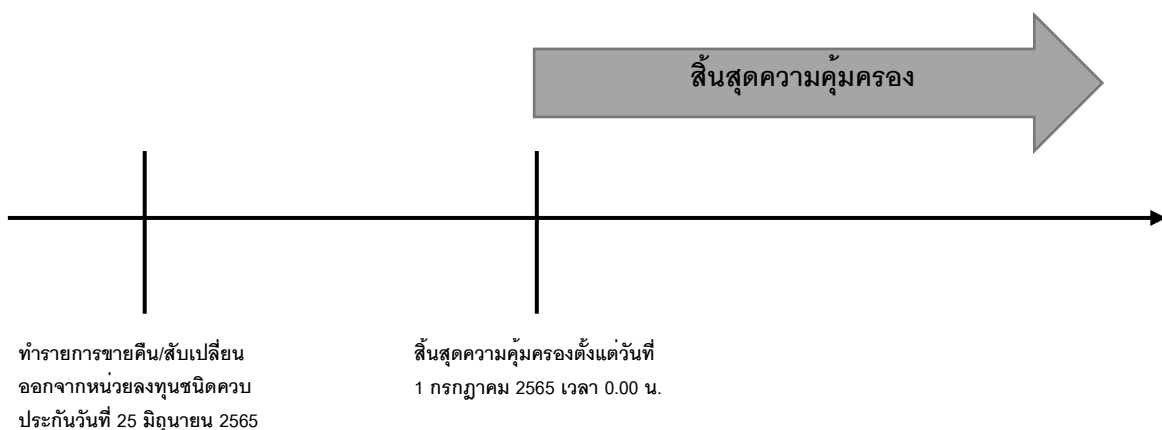 สิ้นสุดความคุ้มครอง
ทำรายการขายคืน/สับเปลี่ยน
ออกจากหน่วยลงทุนชนิดควบ
ประกันวันที่ 25 มิถุนายน 2565
สิ้นสุดความคุ้มครองตั้งแต่วันที่
1 กรกฎาคม 2565 เวลา 0.00 น.